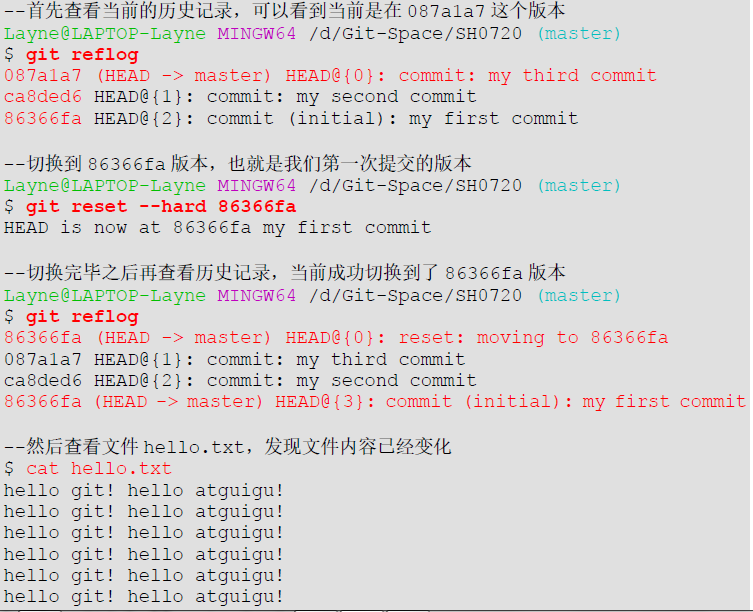 --首先查看当前的历史记录，可以看到当前是在 087a1a7 这个版本
Layne@LAPTOP-Layne MINGW64 /d/Git-Space/SH0720 (master)
$ git reflog
087a1a7 (HEAD -> master) HEAD@{0}: commit: my third commit
ca8ded6 HEAD@{1}: commit: my second commit
86366fa HEAD@{2}: commit (initial): my first commit
--切换到 86366fa 版本，也就是我们第一次提交的版本
Layne@LAPTOP-Layne MINGW64 /d/Git-Space/SH0720 (master)
$ git reset --hard 86366fa
HEAD is now at 86366fa my first commit
--切换完毕之后再查看历史记录，当前成功切换到了 86366fa 版本
Layne@LAPTOP-Layne MINGW64 /d/Git-Space/SH0720 (master)
$ git reflog
86366fa (HEAD -> master) HEAD@{0}: reset: moving to 86366fa
087a1a7 HEAD@{1}: commit: my third commit
ca8ded6 HEAD@{2}: commit: my second commit
86366fa (HEAD -> master) HEAD@{3}: commit (initial): my first commit
--然后查看文件 hello.txt，发现文件内容已经变化
$ cat hello.txt
hello git! hello atguigu!
hello git! hello atguigu!
hello git! hello atguigu!
hello git! hello atguigu!
hello git! hello atguigu!
hello git! hello atguigu!